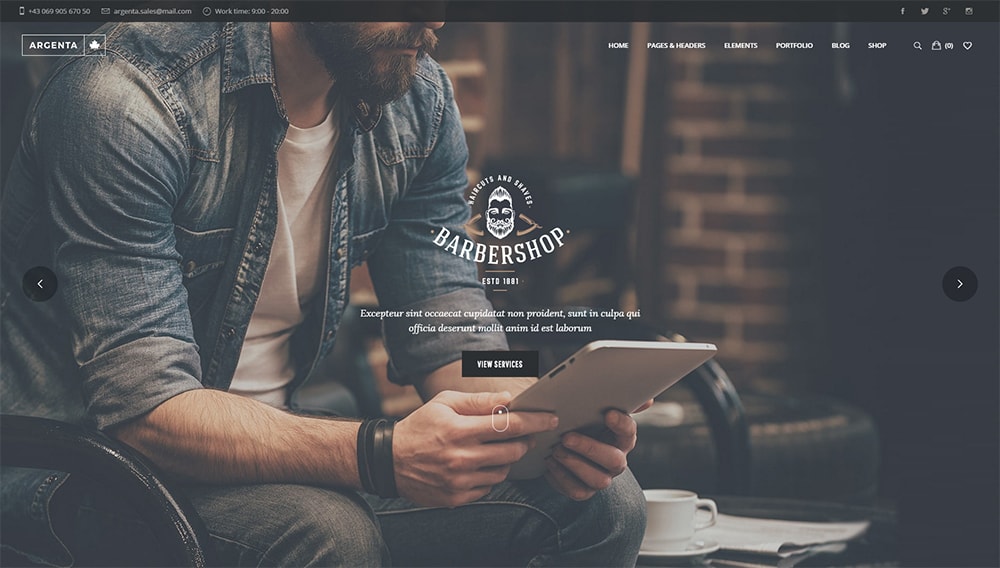 +43 069 905 670 50 argenta.sales@mail.com Work time: 9:00 - 20:00
ARGENTA HOME PAGES & HEADERS ELEMENTS PORTFOLIO BLOG SHOP (0)
HAIRCUTS AND SHAVES
BARBERSHOP
ESTD 1881
Excepteur sint occaecat cupidatat non proident, sunt in culpa qui
officia deserunt mollit anim id est laborum
VIEW SERVICES